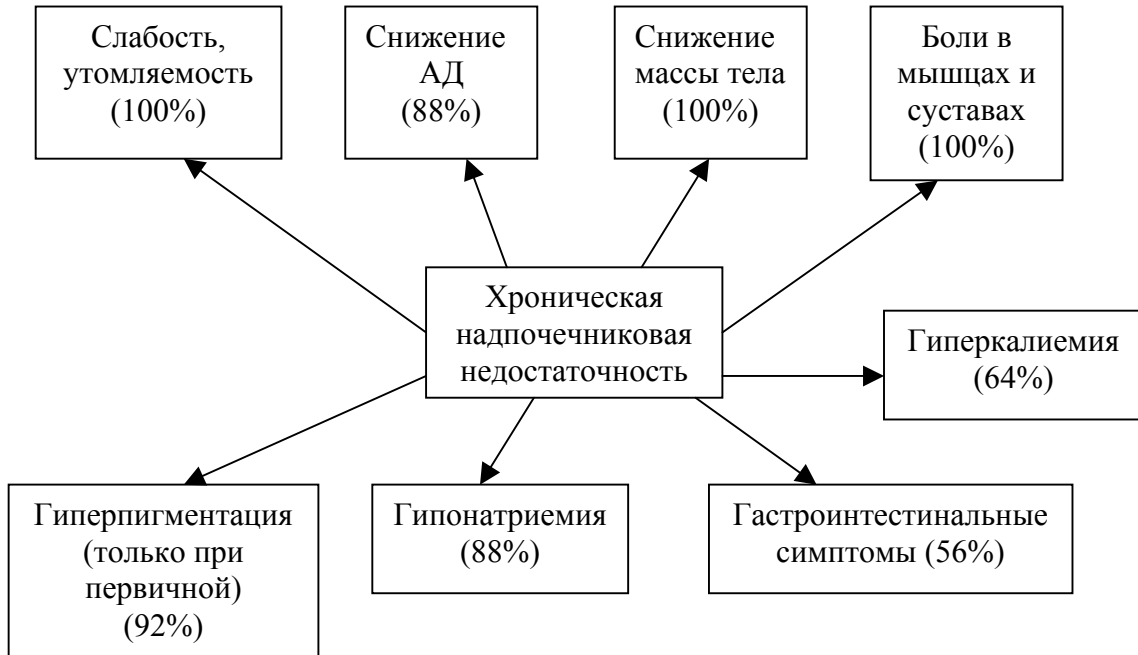 Слабость,
утомляемость
(100%)
Снижение
АД
(88%)
Снижение
массы тела
(100%)
Боли в
мышцах и
суставах
(100%)
Хроническая
надпочечниковая
недостаточность
Гиперкалиемия
(64%)
Гиперпигментация
(только при
первичной)
(92%)
Гипонатриемия
(88%)
Гастроинтестинальные
симптомы (56%)